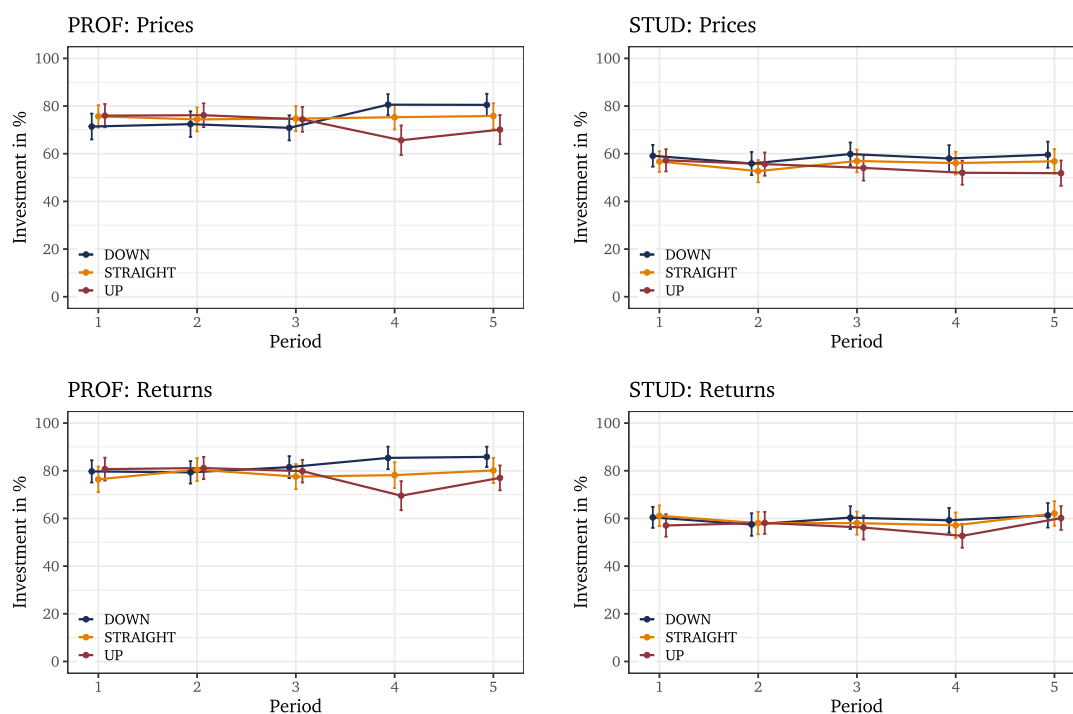 PROF: Prices
Investment in %
100
80
60
40
20
0
DOWN
STRAIGHT
UP
1 2 3 4 5
Period
STUD: Prices
Investment in %
100
80
60
40
20
0
DOWN
STRAIGHT
UP
1 2 3 4 5
Period
PROF: Returns
Investment in %
100
80
60
40
20
0
DOWN
STRAIGHT
UP
1 2 3 4 5
Period
STUD: Returns
Investment in %
100
80
60
40
20
0
DOWN
STRAIGHT
UP
1 2 3 4 5
Period